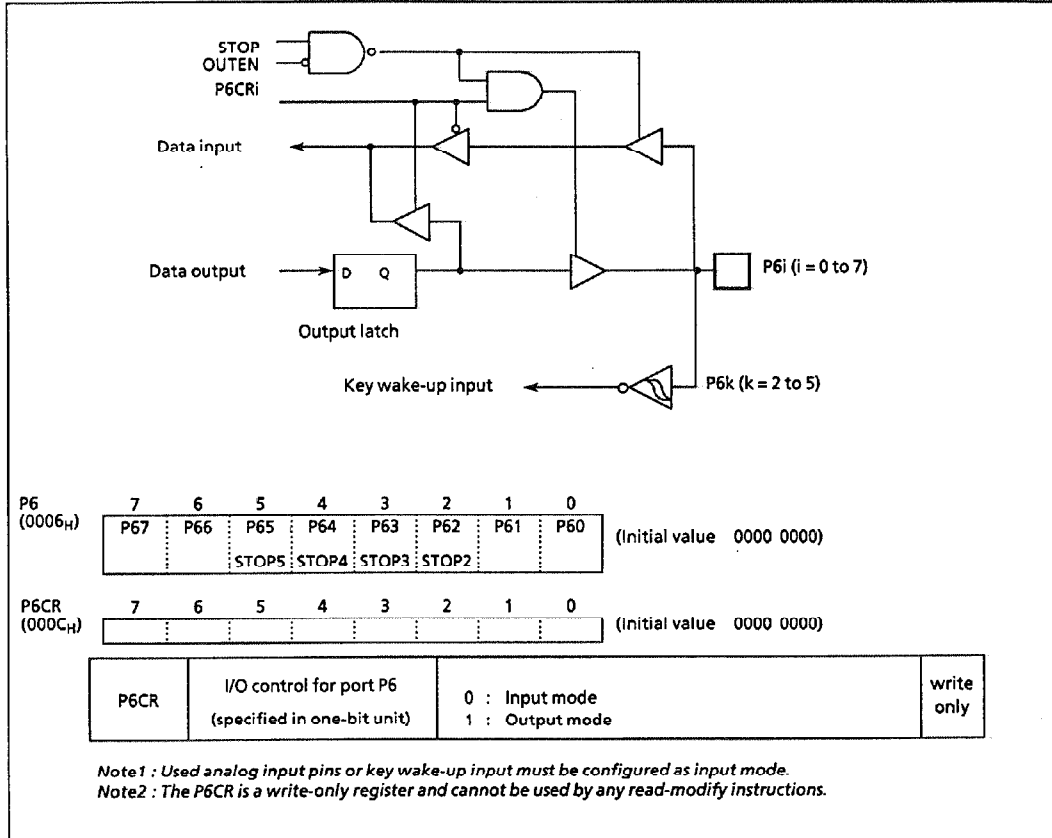 STOP
OUTEN
P6CRi
Data input
Data output
D Q
P6i (i = 0 to 7)
Output latch
Key wake-up input
P6k (k = 2 to 5)
P6 7 6 5 4 3 2 1 0
(0006H) P67 P66 P65 P64 P63 P62 P61 P60 (Initial value 0000 0000)
STOP5 STOP4 STOP3 STOP2
P6CR 7 6 5 4 3 2 1 0
(000CH) (Initial value 0000 0000)
P6CR I/O control for port P6 0 : Input mode write
(specified in one-bit unit) 1 : Output mode only
Note1 : Used analog input pins or key wake-up input must be configured as input mode.
Note2 : The P6CR is a write-only register and cannot be used by any read-modify instructions.